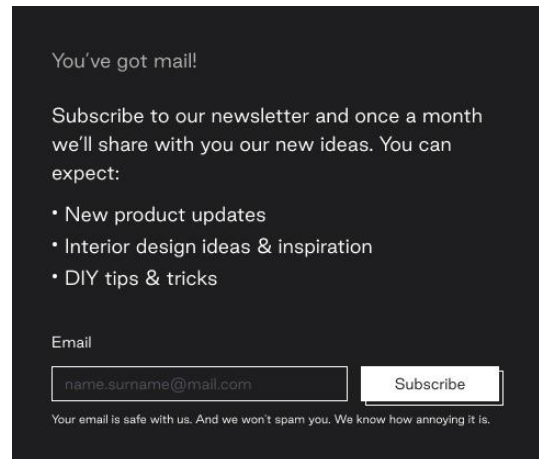 You’ve got mail!
Subscribe to our newsletter and once a month
we’ll share with you our new ideas. You can
expect:
• New product updates
• Interior design ideas & inspiration
• DIY tips & tricks
Email
name.surname@mail.com
Subscribe
Your email is safe with us. And we won’t spam you. We know how annoying it is.